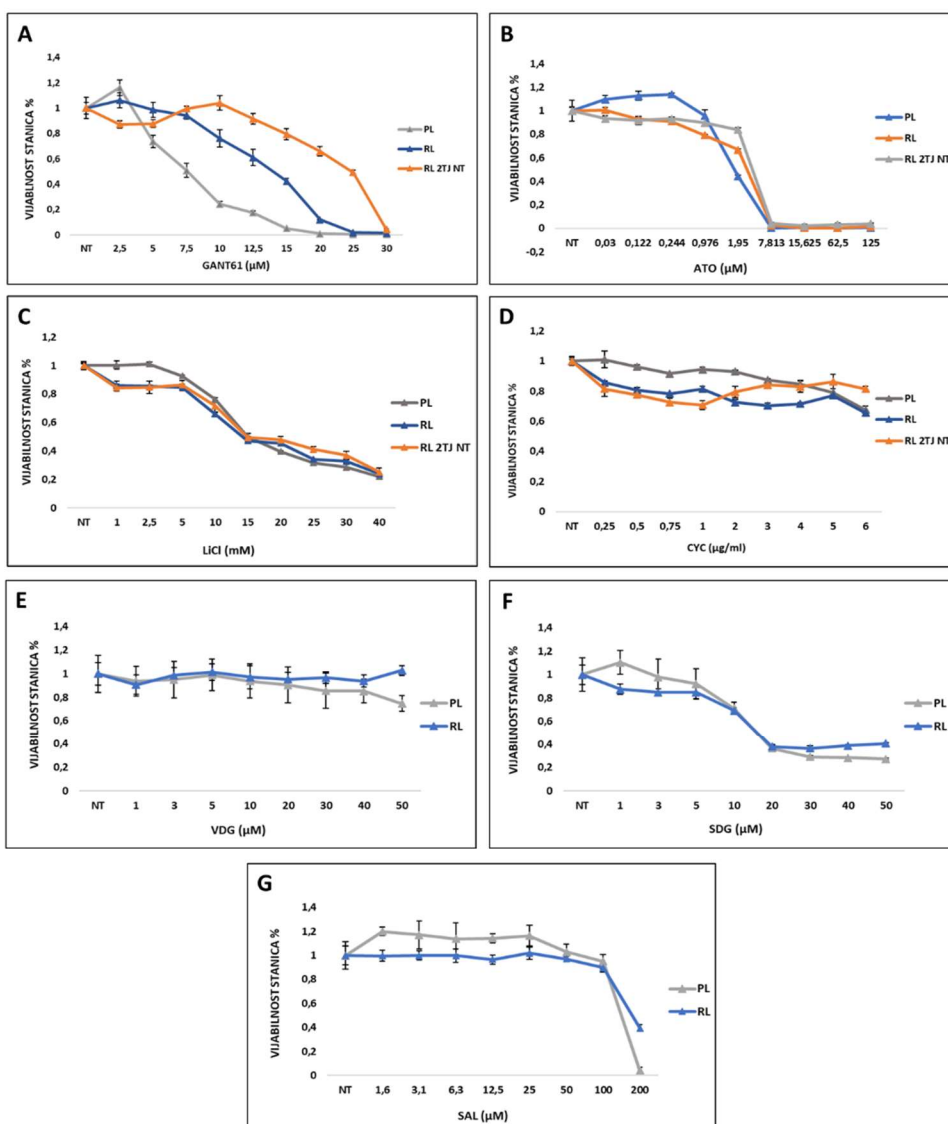 A
1,4
1,2
1
0,8
0,6
0,4
0,2
0
VIJABLNOST STANICA %
NT 2,5 5 7,5 10 12,5 15 20 25 30
GANT61 (µM)
PL
RL
RL 2TJ NT
B
1,4
1,2
1
0,8
0,6
0,4
0,2
0
-0,2
VIJABILNOST STANICA %
NT 0,03 0,122 0,244 0,976 1,95 7,813 15,625 62,5 125
ATO (µM)
PL
RL
RL 2TJ NT
C
1,2
1
0,8
0,6
0,4
0,2
0
VIJABILNOST STANICA %
NT 1 2,5 5 10 15 20 25 30 40
LiCl (mM)
PL
RL
RL 2TJ NT
D
1,2
1
0,8
0,6
0,4
0,2
0
VIJABILNOST STANICA %
NT 0,25 0,5 0,75 1 2 3 4 5 6
CYC (µg/ml)
PL
RL
RL 2TJ NT
E
1,4
1,2
1
0,8
0,6
0,4
0,2
0
VIJABILNOST STANICA %
NT 1 3 5 10 20 30 40 50
VDG (µM)
PL
RL
F
1,4
1,2
1
0,8
0,6
0,4
0,2
0
VIJABILNOST STANICA %
NT 1 3 5 10 20 30 40 50
SDG (µM)
PL
RL
G
1,4
1,2
1
0,8
0,6
0,4
0,2
0
VIJABILNOST STANICA %
NT 1,6 3,1 6,3 12,5 25 50 100 200
SAL (µM)
PL
RL